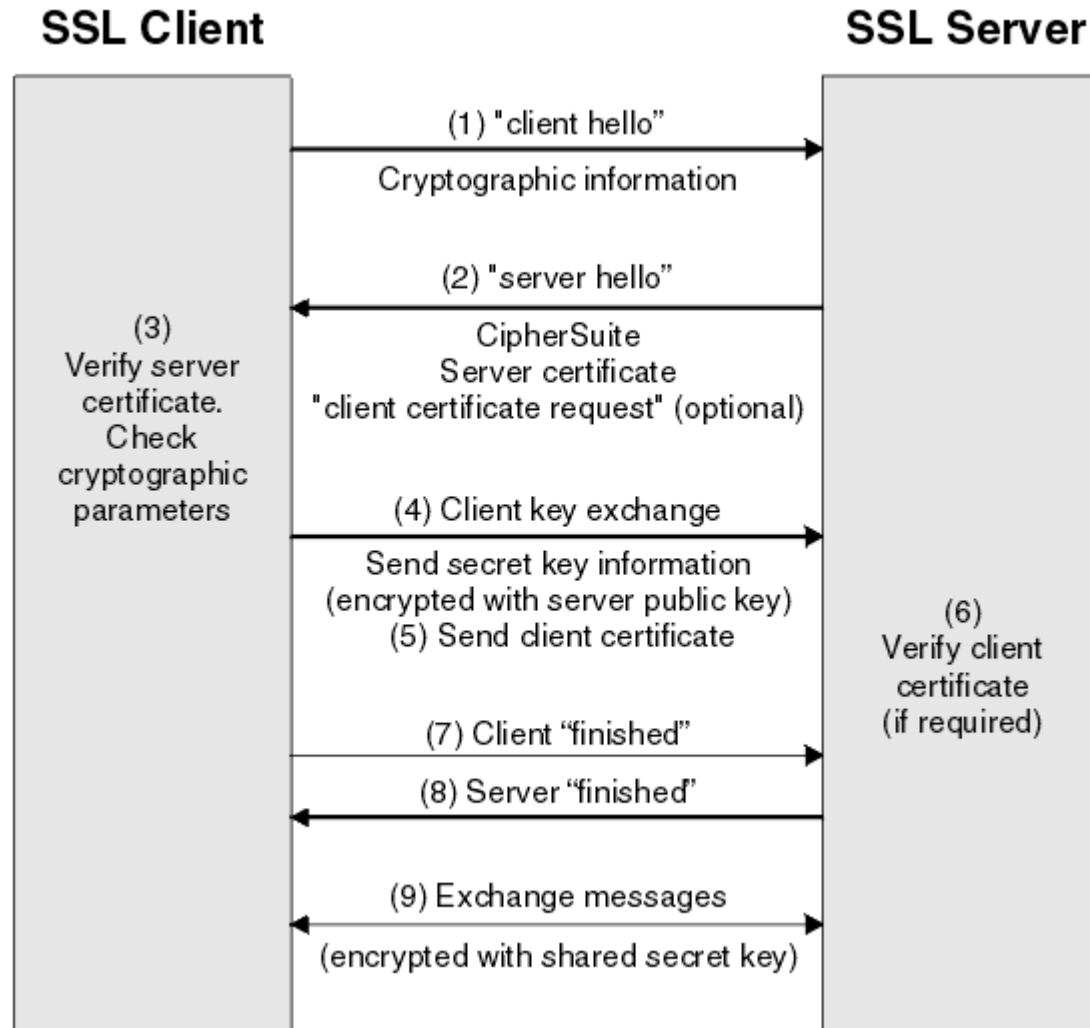 SSL Client
SSL Server
(1) "client hello”
Cryptographic information
(2) "server hello”
CipherSuite
Server certificate
"client certificate request" (optional)
(3)
Verify server
certificate.
Check
cryptographic
parameters
(4) Client key exchange
Send secret key information
(encrypted with server public key)
(5) Send client certificate
(6)
Verify client
certificate
(if required)
(7) Client “finished”
(8) Server “finished”
(9) Exchange messages
(encrypted with shared secret key)